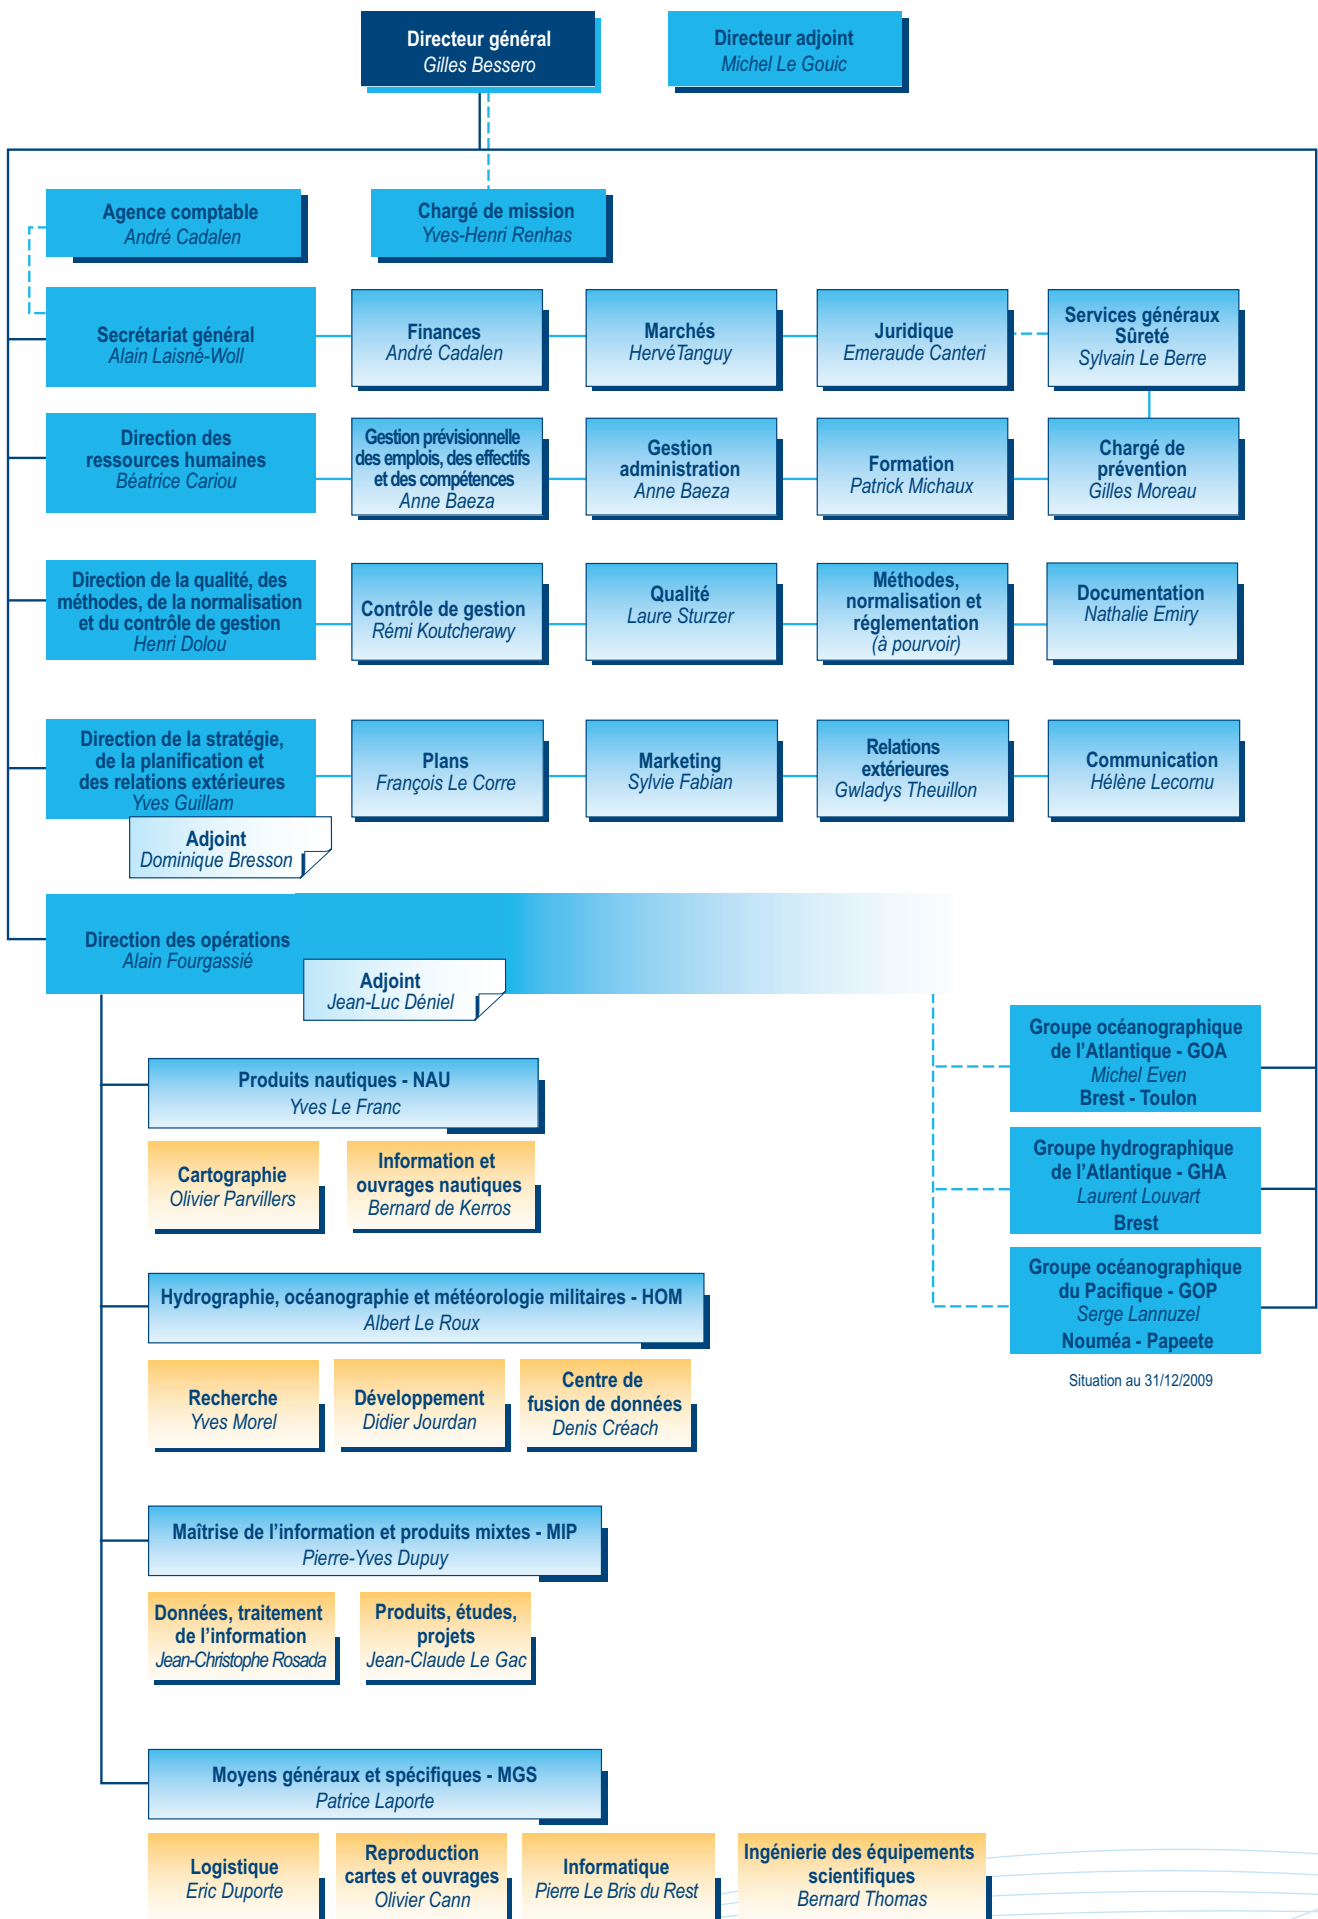 Directeur général
Gilles Bessero
Directeur adjoint
Michel Le Gouic
Agence comptable
André Cadalen
Chargé de mission
Yves-Henri Renhas
Secrétariat général
Alain Laisné-Woll
Finances
André Cadalen
Marchés
HervéTanguy
Juridique
Emeraude Canteri
Services généraux
Sûreté
Sylvain Le Berre
Direction des
ressources humaines
Béatrice Cariou
Gestion prévisionnelle
des emplois, des effectifs
et des compétences
Anne Baeza
Gestion
administration
Anne Baeza
Formation
Patrick Michaux
Chargé de
prévention
Gilles Moreau
Direction de la qualité, des
méthodes, de la normalisation
et du contrôle de gestion
Henri Dolou
Contrôle de gestion
Rémi Koutcherawy
Qualité
Laure Sturzer
Méthodes,
normalisation et
réglementation
(à pourvoir)
Documentation
Nathalie Emiry
Direction de la stratégie,
de la planification et
des relations extérieures
Yves Guillam
Adjoint
Dominique Bresson
Plans
François Le Corre
Marketing
Sylvie Fabian
Relations
extérieures
Gwladys Theuillon
Communication
Hélène Lecornu
Direction des opérations
Alain Fourgassié
Adjoint
Jean-Luc Déniel
Groupe océanographique
de l'Atlantique - GOA
Michel Even
Brest - Toulon
Groupe hydrographique
de l'Atlantique - GHA
Laurent Louvart
Brest
Groupe océanographique
du Pacifique - GOP
Serge Lannuzel
Nouméa - Papeete
Situation au 31/12/2009
Produits nautiques - NAU
Yves Le Franc
Cartographie
Olivier Parvillers
Information et
ouvrages nautiques
Bernard de Kerros
Hydrographie, océanographie et météorologie militaires - HOM
Albert Le Roux
Recherche
Yves Morel
Développement
Didier Jourdan
Centre de
fusion de données
Denis Créach
Maîtrise de l'information et produits mixtes - MIP
Pierre-Yves Dupuy
Données, traitement
de l'information
Jean-Christophe Rosada
Produits, études,
projets
Jean-Claude Le Gac
Moyens généraux et spécifiques - MGS
Patrice Laporte
Logistique
Eric Duporte
Reproduction
cartes et ouvrages
Olivier Cann
Informatique
Pierre Le Bris du Rest
Ingénierie des équipements
scientifiques
Bernard Thomas